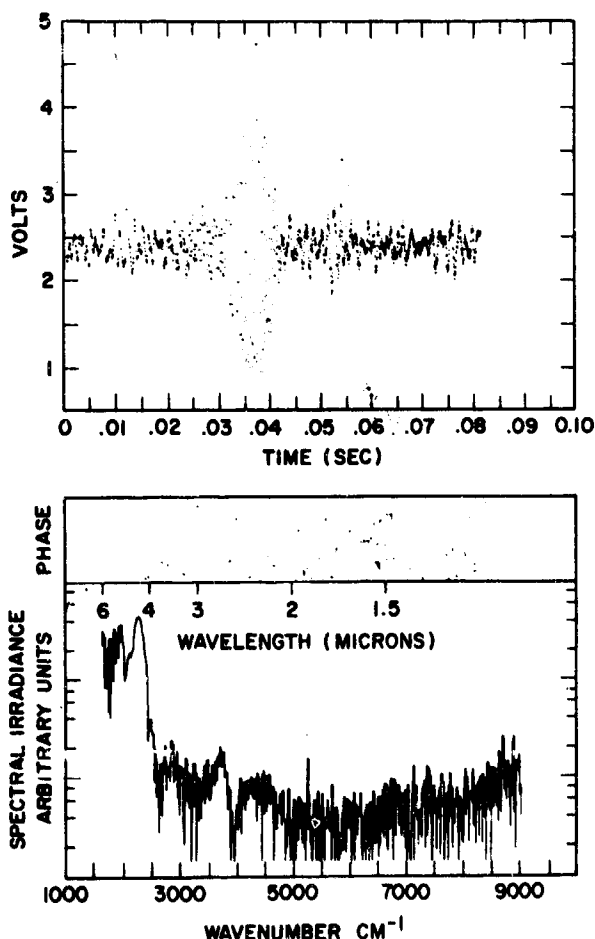 5
4
3
2
1
VOLTS
0 .01 .02 .03 .04 .05 .06 .07 .08 .09 0.10
TIME (SEC)
PHASE
6 4 3 2 1.5
WAVELENGTH (MICRONS)
SPECTRAL IRRADIANCE
ARBITRARY UNITS
1000 3000 5000 7000 9000
WAVENUMBER CM⁻¹